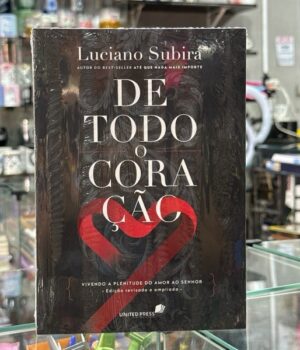 Luciano Subirá
AUTOR DO BEST-SELLER ATÉ QUE NADA MAIS IMPORTE
DE
TODO
O
CORA
ÇÃO
VIVENDO A PLENITUDE DO AMOR AO SENHOR
- Edição revisada e ampliada -
UNITED PRESS